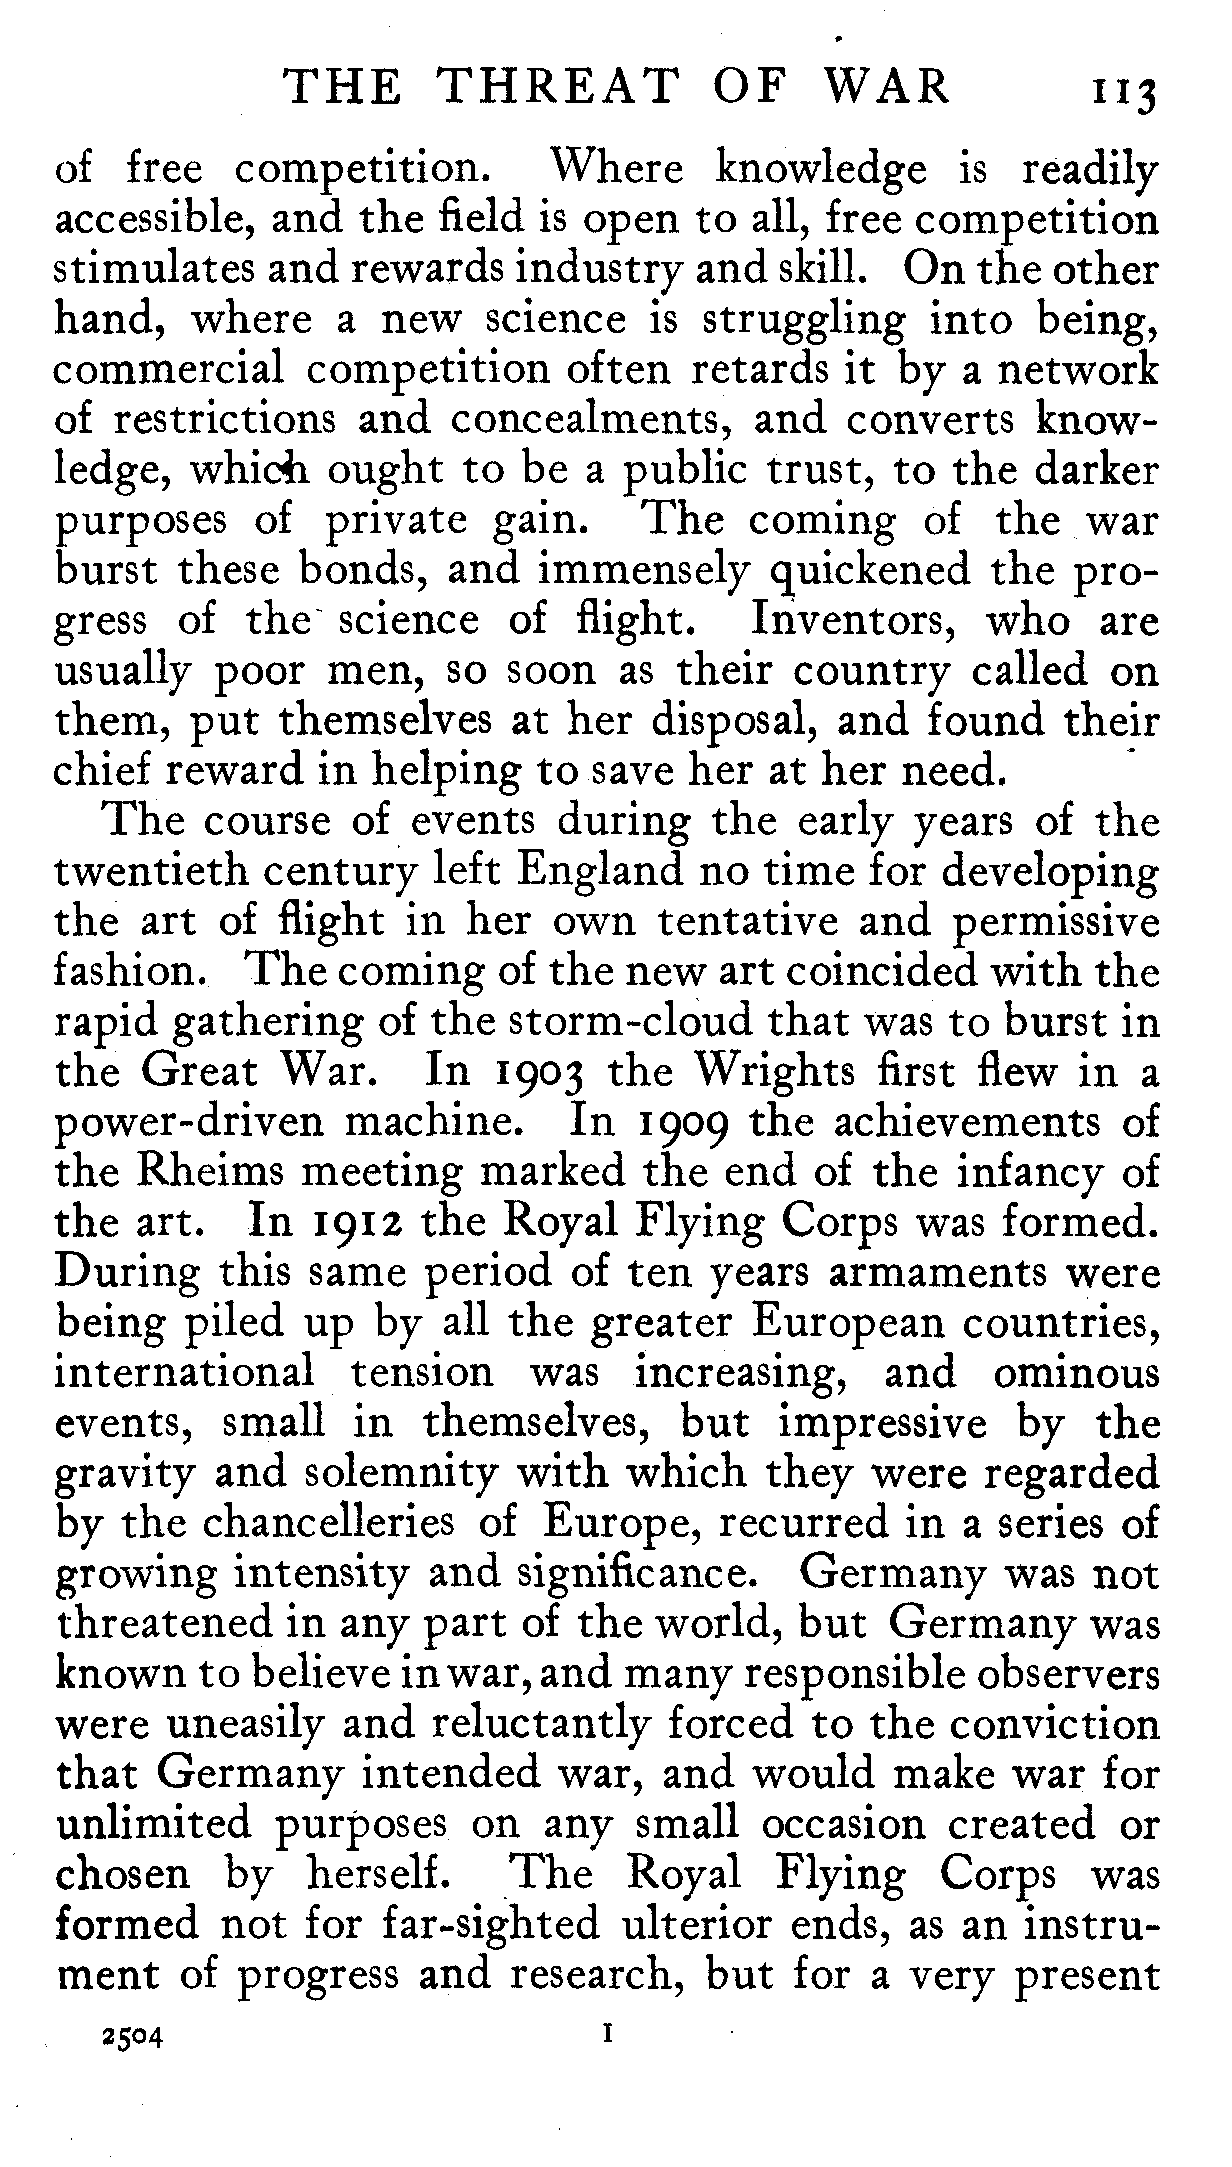 THE THREAT OF WAR 113
of free competition. Where knowledge is readily
accessible, and the field is open to all, free competition
stimulates and rewards industry and skill. On the other
hand, where a new science is struggling into being,
commercial competition often retards it by a network
of restrictions and concealments, and converts know-
ledge, which ought to be a public trust, to the darker
purposes of private gain. The coming of the war
burst these bonds, and immensely quickened the pro-
gress of the science of flight. Inventors, who are
usually poor men, so soon as their country called on
them, put themselves at her disposal, and found their
chief reward in helping to save her at her need.
The course of events during the early years of the
twentieth century left England no time for developing
the art of flight in her own tentative and permissive
fashion. The coming of the new art coincided with the
rapid gathering of the storm-cloud that was to burst in
the Great War. In 1903 the Wrights first flew in a
power-driven machine. In 1909 the achievements of
the Rheims meeting marked the end of the infancy of
the art. In 1912 the Royal Flying Corps was formed.
During this same period of ten years armaments were
being piled up by all the greater European countries,
international tension was increasing, and ominous
events, small in themselves, but impressive by the
gravity and solemnity with which they were regarded
by the chancelleries of Europe, recurred in a series of
growing intensity and significance. Germany was not
threatened in any part of the world, but Germany was
known to believe in war, and many responsible observers
were uneasily and reluctantly forced to the conviction
that Germany intended war, and would make war for
unlimited purposes on any small occasion created or
chosen by herself. The Royal Flying Corps was
formed not for far-sighted ulterior ends, as an instru-
ment of progress and research, but for a very present
2504 I